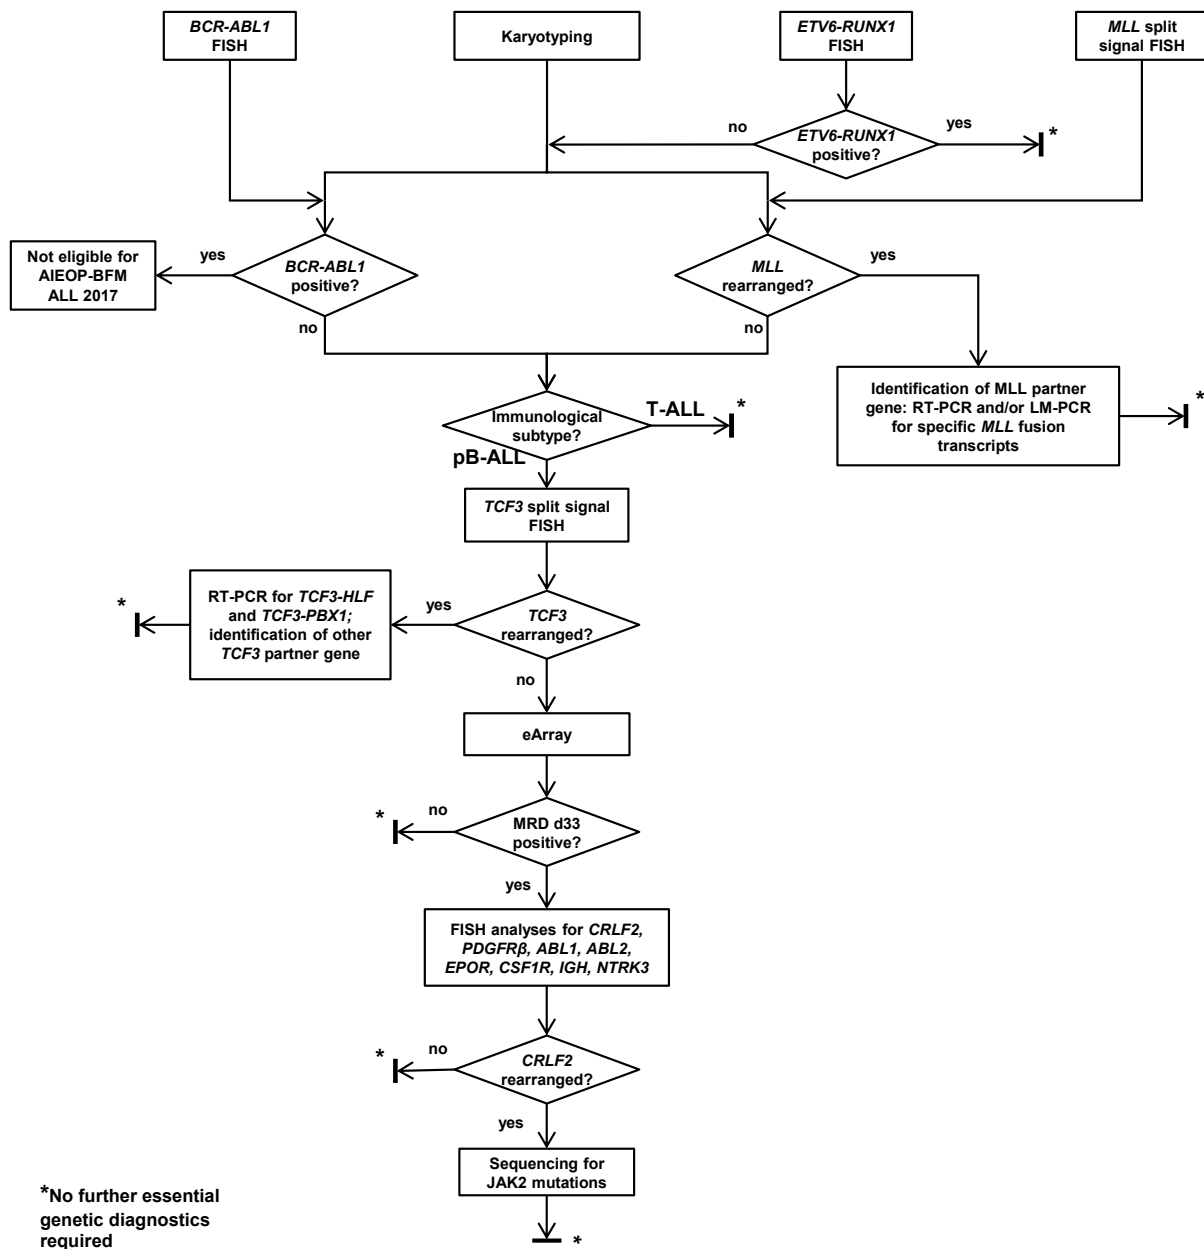 BCR-ABL1
FISH
Karyotyping
ETV6-RUNX1
FISH
MLL split
signal FISH
no
ETV6-RUNX1
positive?
yes
*
Not eligible for
AIEOP-BFM
ALL 2017
yes
BCR-ABL1
positive?
no
MLL
rearranged?
yes
no
Identification of MLL partner
gene: RT-PCR and/or LM-PCR
for specific MLL fusion
transcripts
*
Immunological
subtype?
T-ALL
*
pB-ALL
TCF3 split signal
FISH
*
RT-PCR for TCF3-HLF
and TCF3-PBX1;
identification of other
TCF3 partner gene
yes
TCF3
rearranged?
no
eArray
*
no
MRD d33
positive?
yes
FISH analyses for CRLF2,
PDGFRβ, ABL1, ABL2,
EPOR, CSF1R, IGH, NTRK3
*
no
CRLF2
rearranged?
yes
Sequencing for
JAK2 mutations
*
*No further essential
genetic diagnostics
required